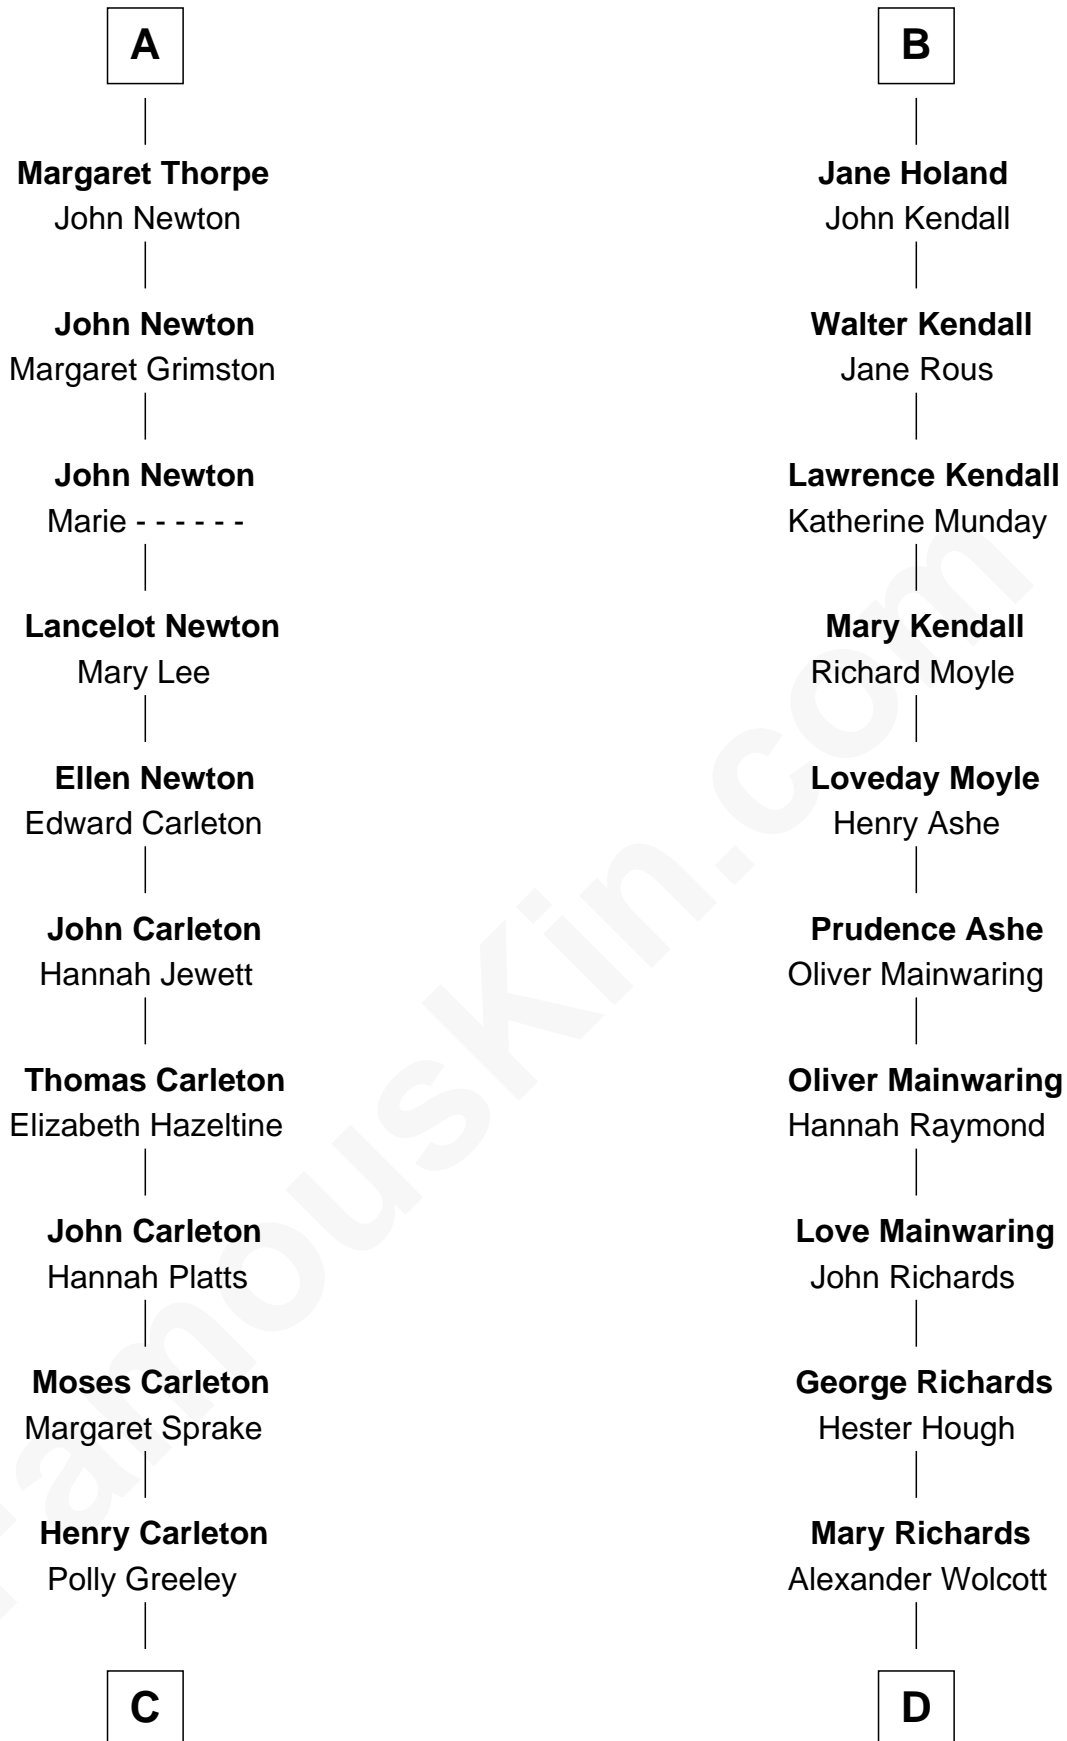 A
Margaret Thorpe
John Newton
John Newton
Margaret Grimston
John Newton
Marie - - - - - -
Lancelot Newton
Mary Lee
Ellen Newton
Edward Carleton
John Carleton
Hannah Jewett
Thomas Carleton
Elizabeth Hazeltine
John Carleton
Hannah Platts
Moses Carleton
Margaret Sprake
Henry Carleton
Polly Greeley
C
B
Jane Holand
John Kendall
Walter Kendall
Jane Rous
Lawrence Kendall
Katherine Munday
Mary Kendall
Richard Moyle
Loveday Moyle
Henry Ashe
Prudence Ashe
Oliver Mainwaring
Oliver Mainwaring
Hannah Raymond
Love Mainwaring
John Richards
George Richards
Hester Hough
Mary Richards
Alexander Wolcott
D
FamousKin.com